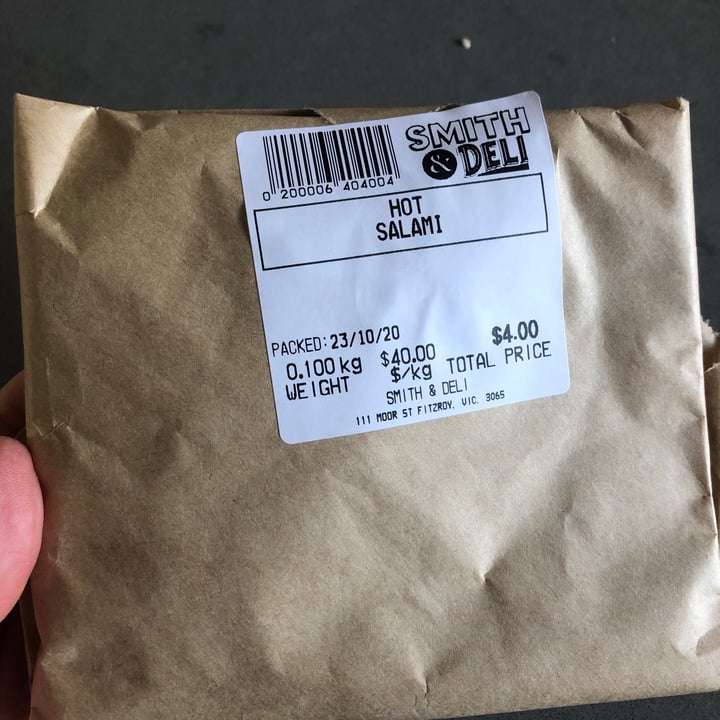 SMITH
& DELI
0 200006 404004
HOT
SALAMI
PACKED: 23/10/20
$4.00
0.100 kg $40.00 TOTAL PRICE
WEIGHT $/kg
SMITH & DELI
111 MOOR ST FITZROY, VIC. 3065